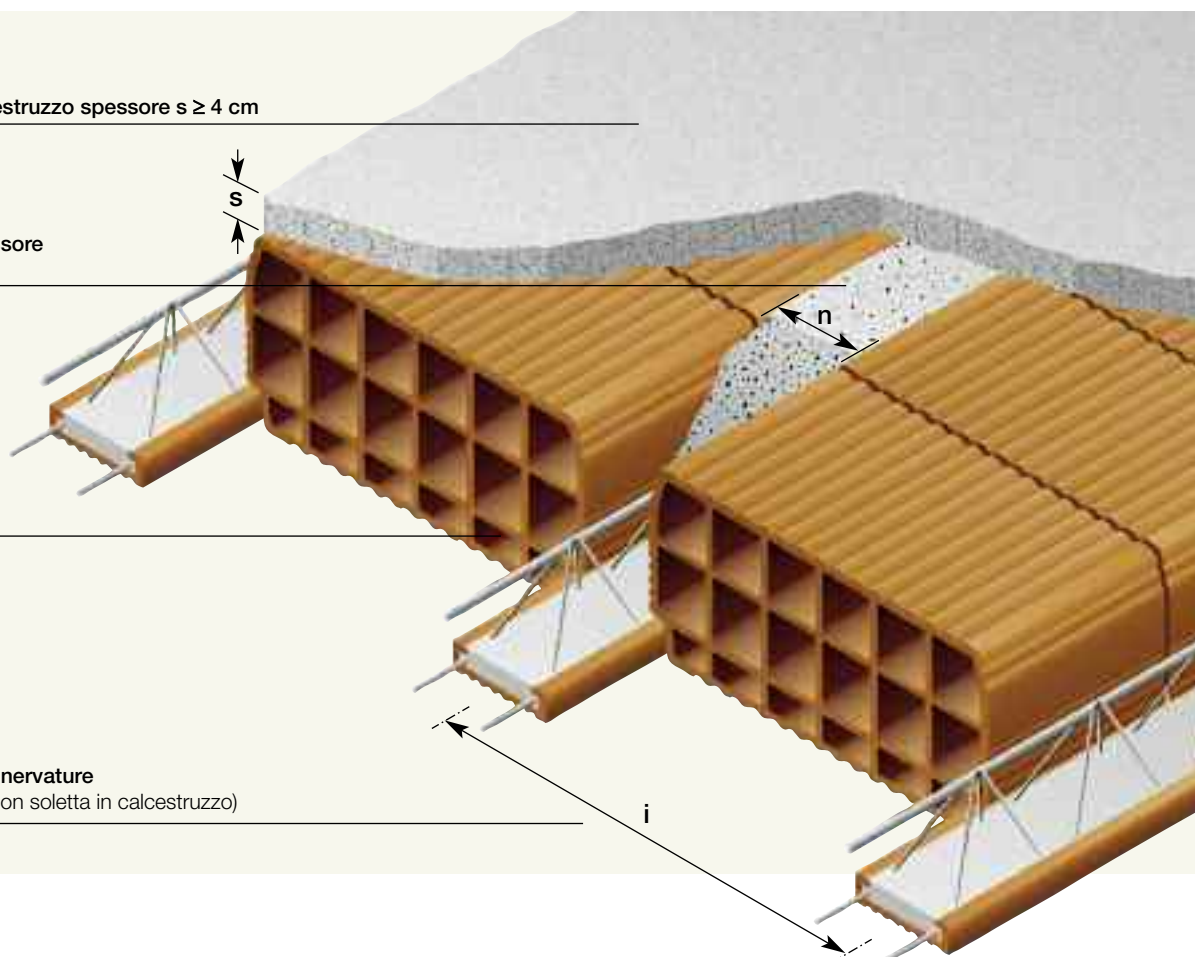 estruzzo spessore s ≥ 4 cm
s
sore
n
nervature
on soletta in calcestruzzo)
i